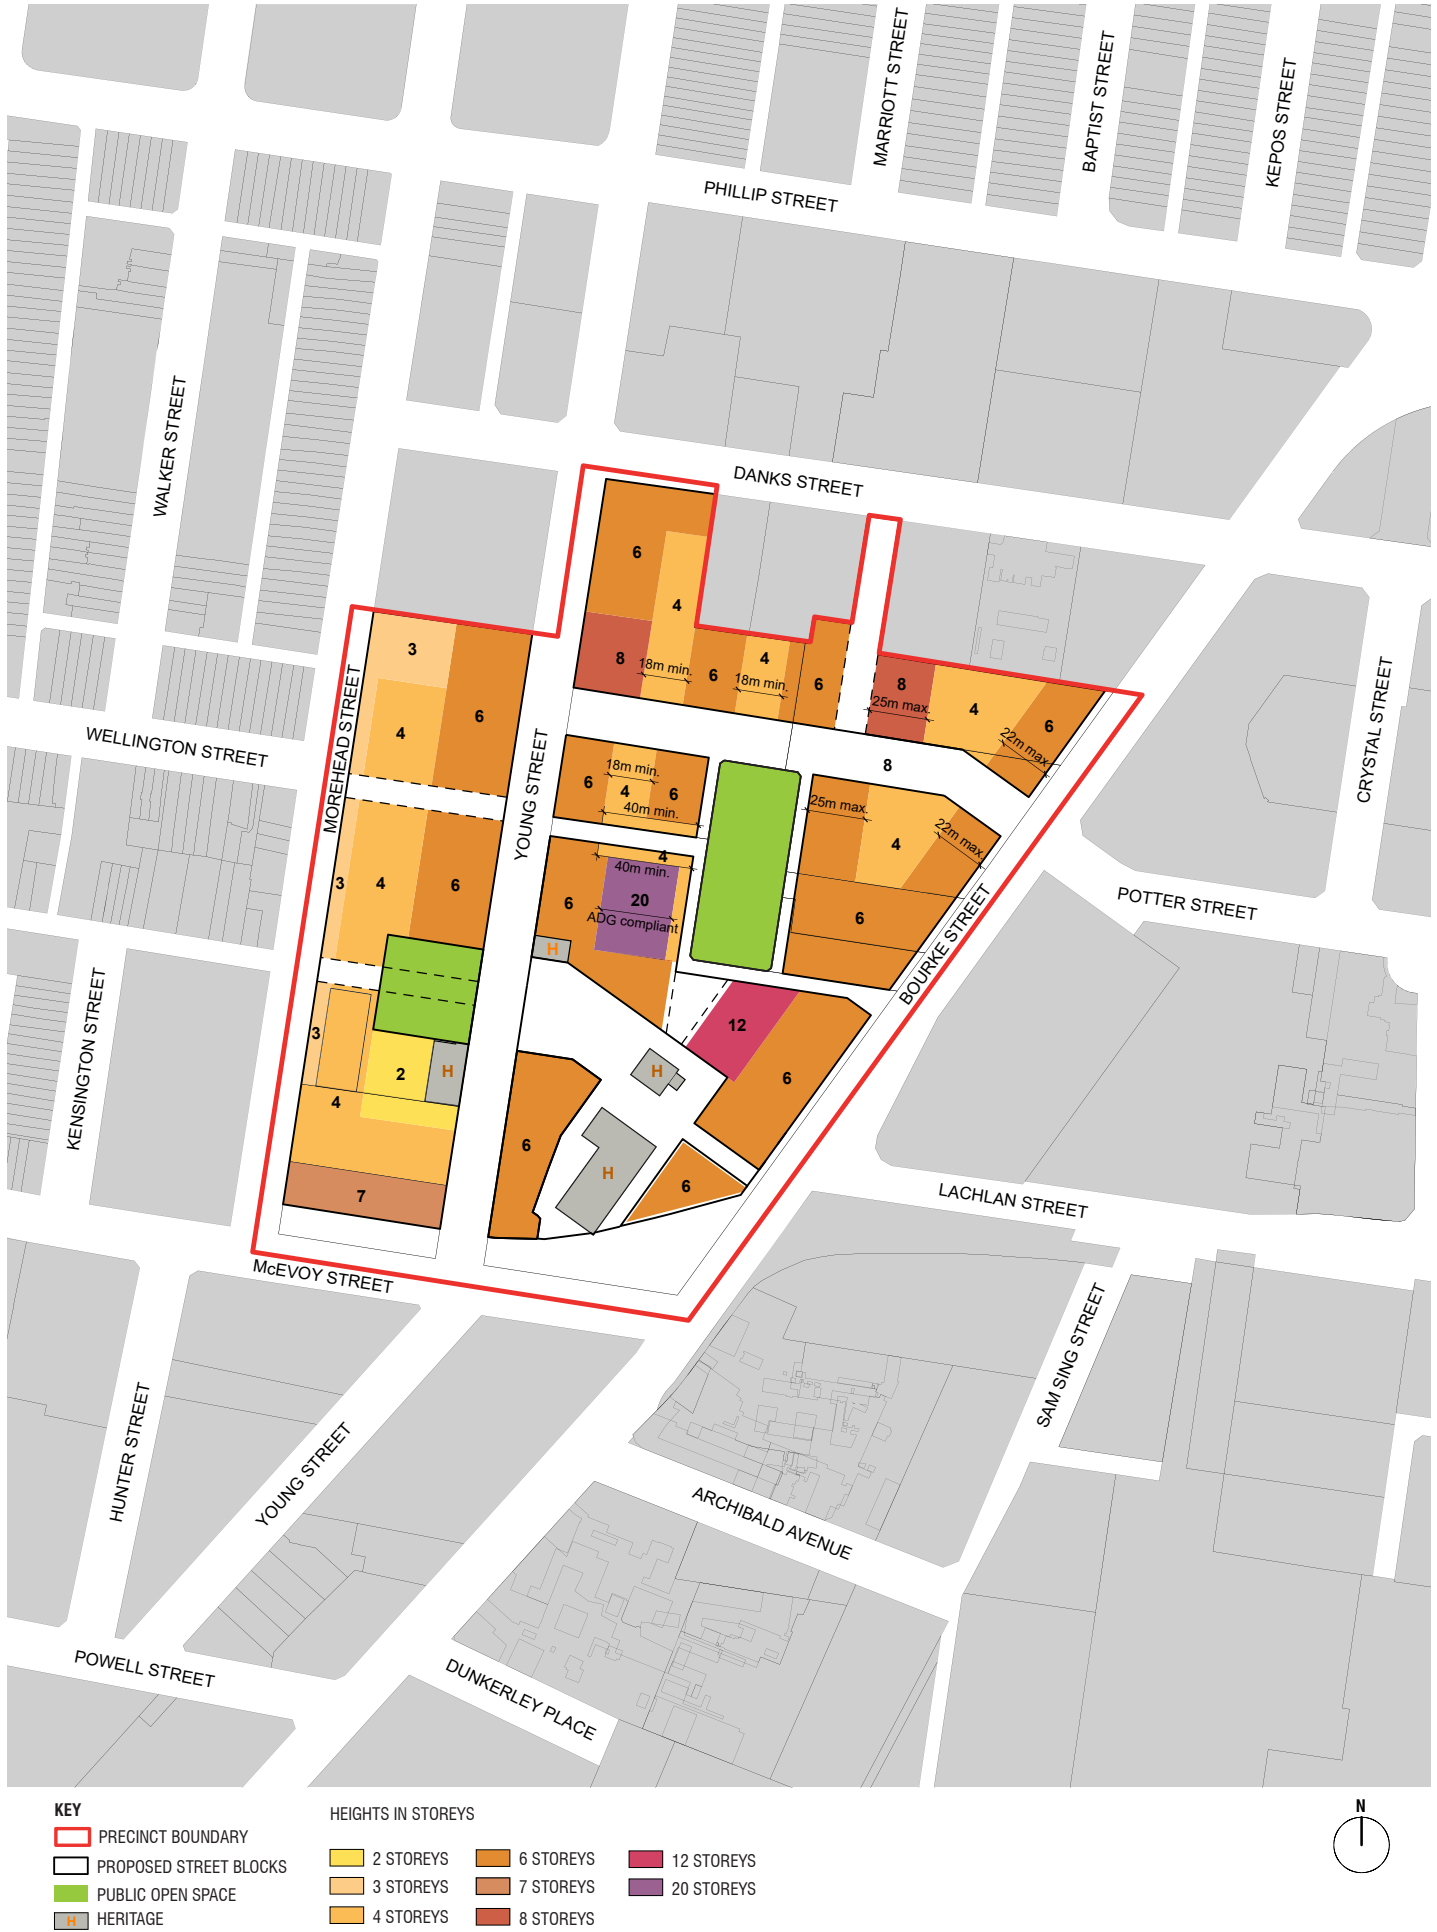 MARRIOTT STREET
BAPTIST STREET
KEPOS STREET
PHILLIP STREET
WALKER STREET
DANKS STREET
6
4
3
8
18m min.
6
4
18m min.
6
8
25m max.
4
6
22m max.
6
4
MOREHEAD STREET
WELLINGTON STREET
YOUNG STREET
CRYSTAL STREET
8
18m min.
6
4
6
40m min.
25m max.
4
22m max.
3
4
6
4
40m min.
20
ADG compliant
6
H
6
POTTER STREET
BOURKE STREET
KENSINGTON STREET
3
2
H
4
12
H
6
6
H
6
7
LACHLAN STREET
McEVOY STREET
SAM SING STREET
HUNTER STREET
YOUNG STREET
ARCHIBALD AVENUE
POWELL STREET
DUNKERLEY PLACE
KEY
PRECINCT BOUNDARY
PROPOSED STREET BLOCKS
PUBLIC OPEN SPACE
H HERITAGE
HEIGHTS IN STOREYS
2 STOREYS
3 STOREYS
4 STOREYS
6 STOREYS
7 STOREYS
8 STOREYS
12 STOREYS
20 STOREYS
N